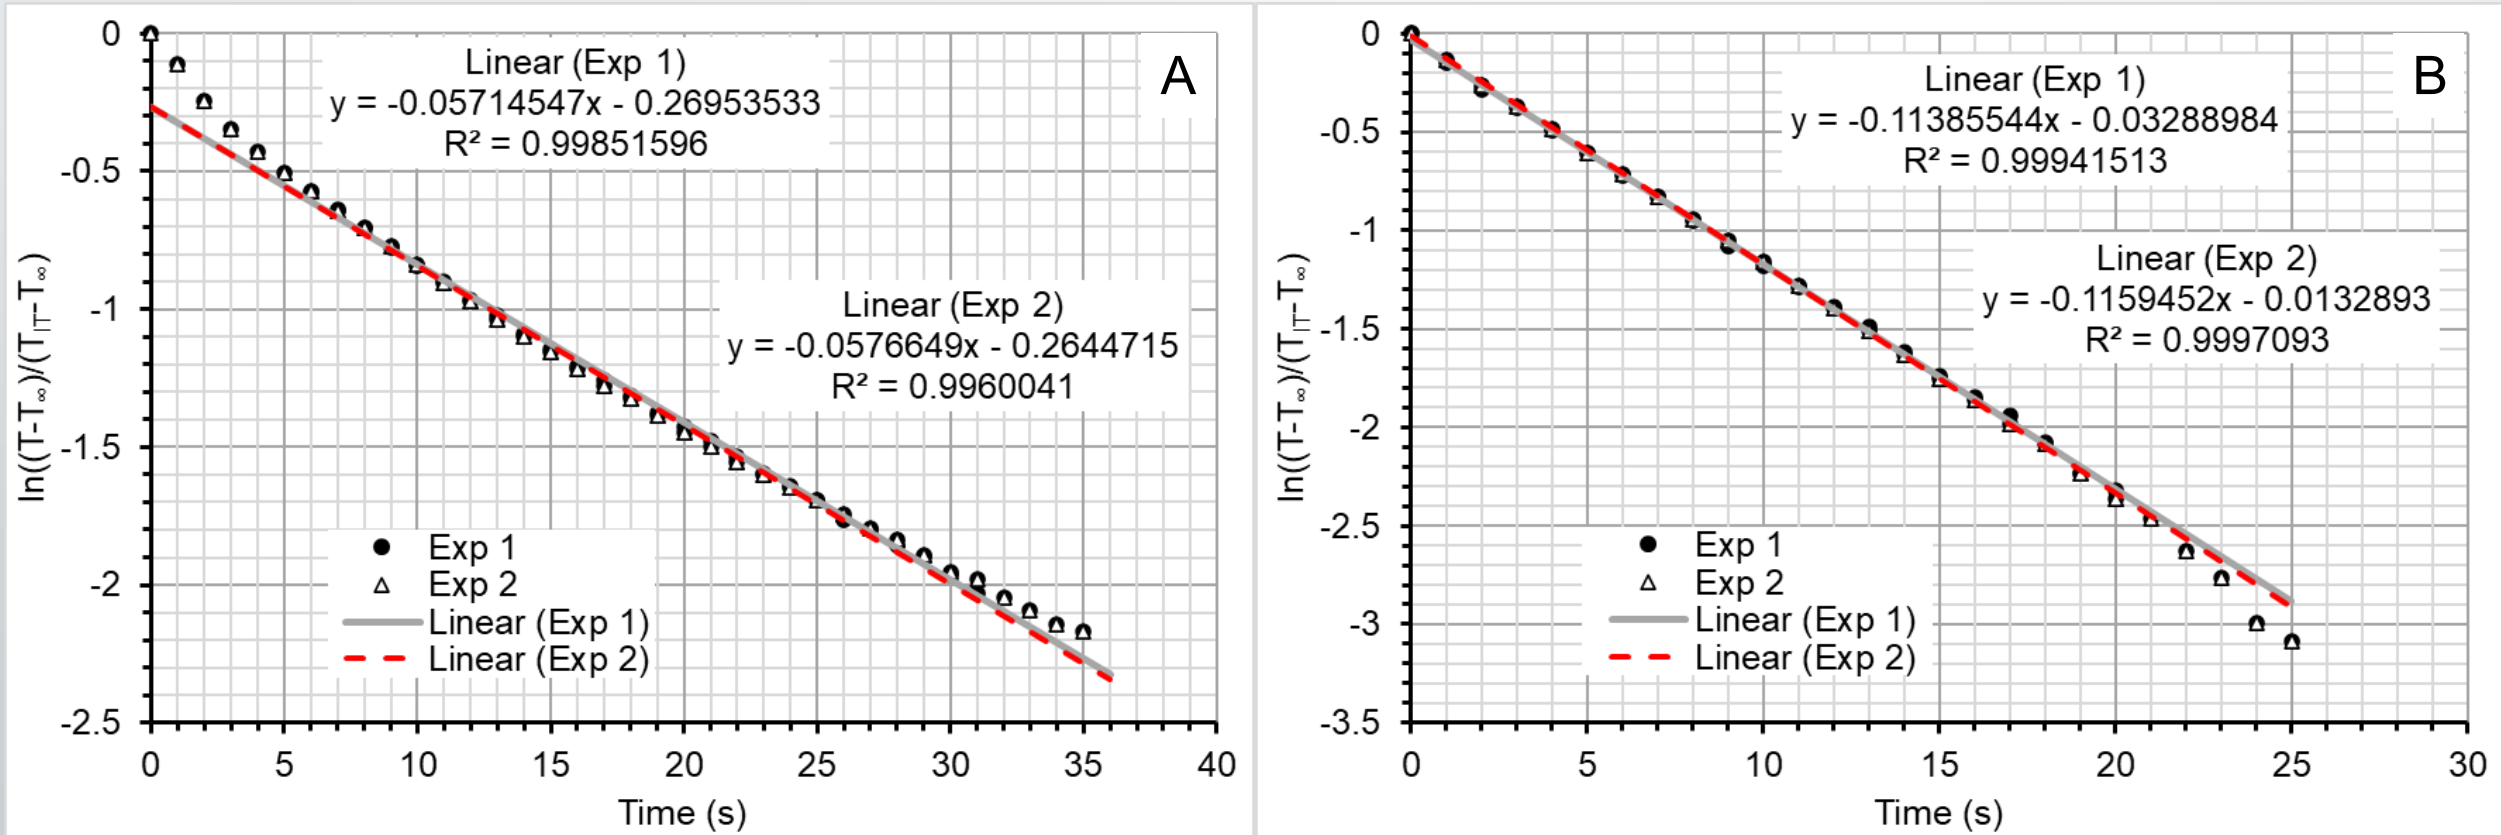 A
Linear (Exp 1)
y = -0.05714547x - 0.26953533
R² = 0.99851596
Linear (Exp 2)
y = -0.0576649x - 0.2644715
R² = 0.9960041
Exp 1
Exp 2
Linear (Exp 1)
Linear (Exp 2)
ln((T-T∞)/(TIT-T∞)
0
-0.5
-1
-1.5
-2
-2.5
0 5 10 15 20 25 30 35 40
Time (s)
B
Linear (Exp 1)
y = -0.11385544x - 0.03288984
R² = 0.99941513
Linear (Exp 2)
y = -0.1159452x - 0.0132893
R² = 0.9997093
Exp 1
Exp 2
Linear (Exp 1)
Linear (Exp 2)
ln((T-T∞)/(TIT-T∞)
0
-0.5
-1
-1.5
-2
-2.5
-3
-3.5
0 5 10 15 20 25 30
Time (s)